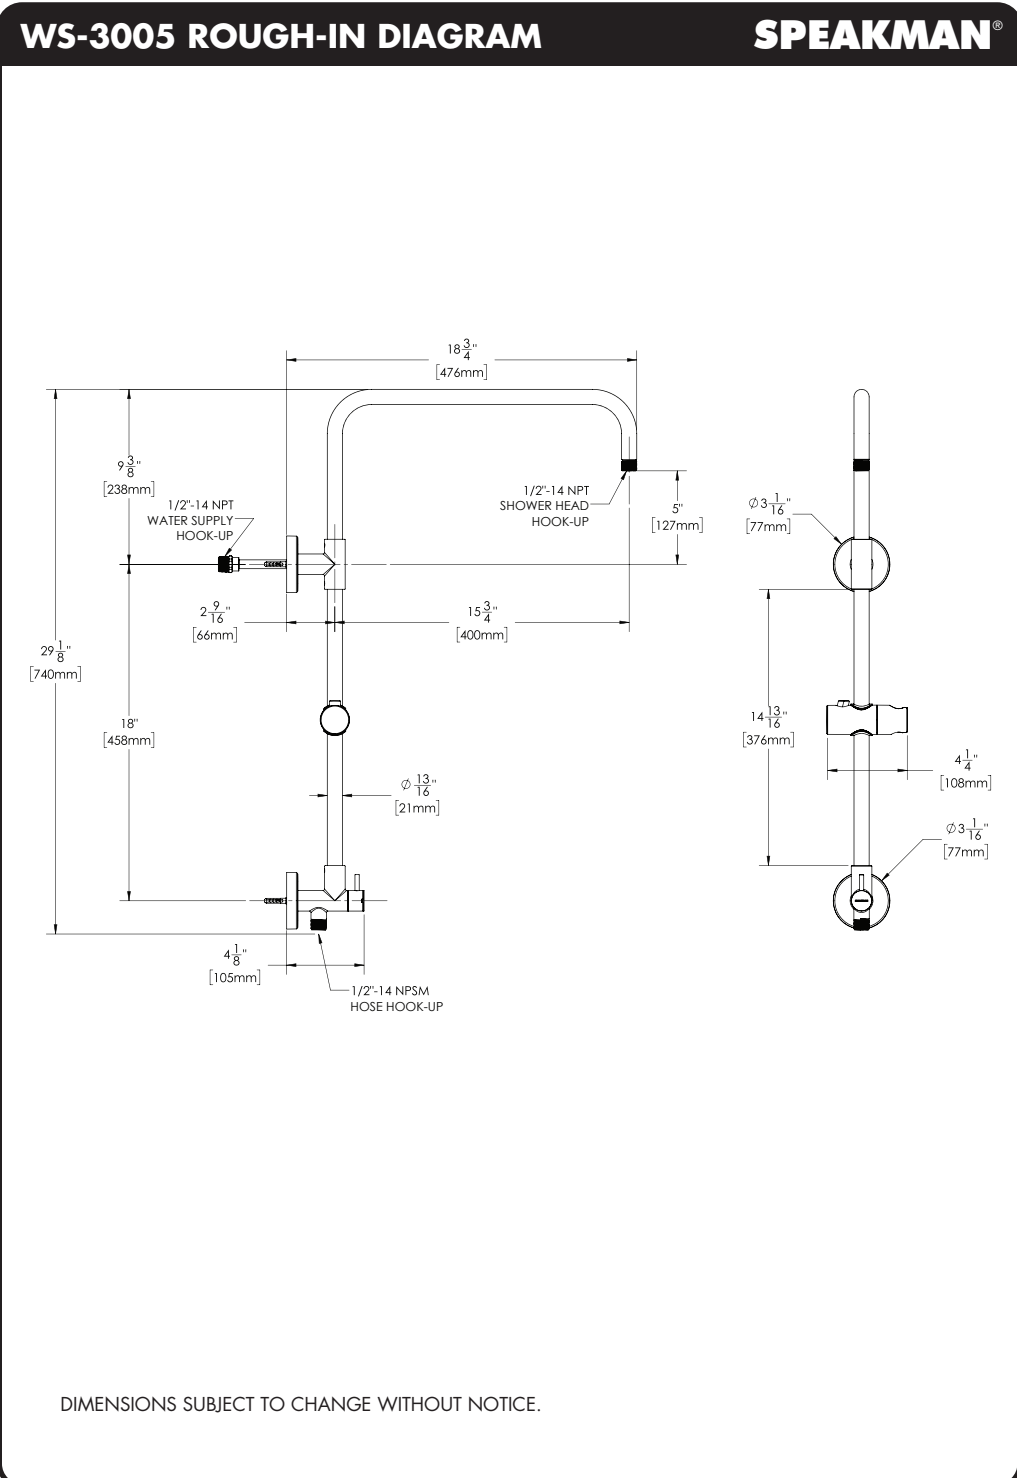 WS-3005 ROUGH-IN DIAGRAM
SPEAKMAN®
18 3/4"
[476mm]
9 3/8"
[238mm]
1/2"-14 NPT
WATER SUPPLY
HOOK-UP
1/2"-14 NPT
SHOWER HEAD
HOOK-UP
5"
[127mm]
Ø3 1/16"
[77mm]
2 9/16"
[66mm]
15 3/4"
[400mm]
29 1/8"
[740mm]
18"
[458mm]
14 13/16"
[376mm]
4 1/4"
[108mm]
Ø 13/16"
[21mm]
Ø3 1/16"
[77mm]
4 1/8"
[105mm]
1/2"-14 NPSM
HOSE HOOK-UP
DIMENSIONS SUBJECT TO CHANGE WITHOUT NOTICE.